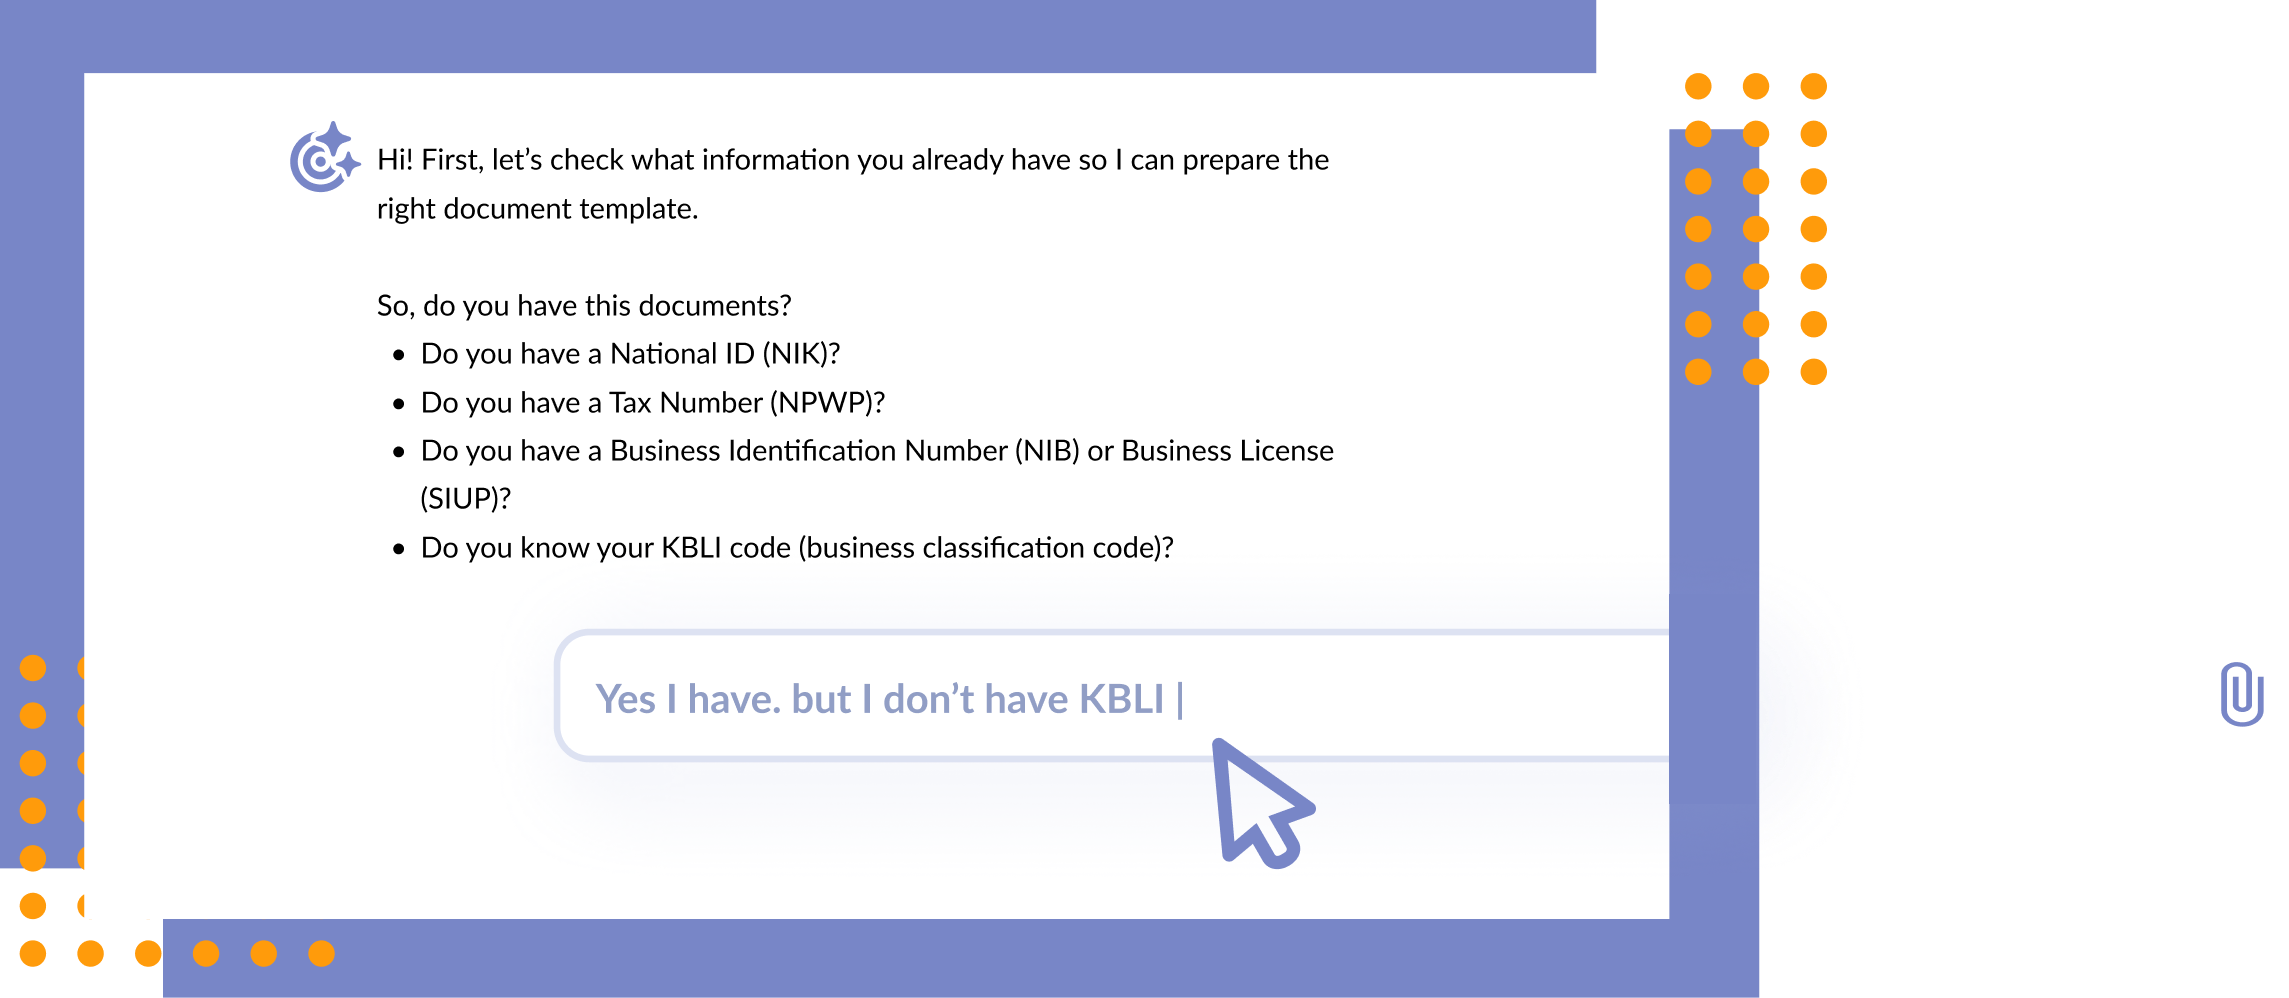 Hi! First, let’s check what information you already have so I can prepare the
right document template.
So, do you have this documents?
• Do you have a National ID (NIK)?
• Do you have a Tax Number (NPWP)?
• Do you have a Business Identification Number (NIB) or Business License
(SIUP)?
• Do you know your KBLI code (business classification code)?
Yes I have. but I don’t have KBLI |